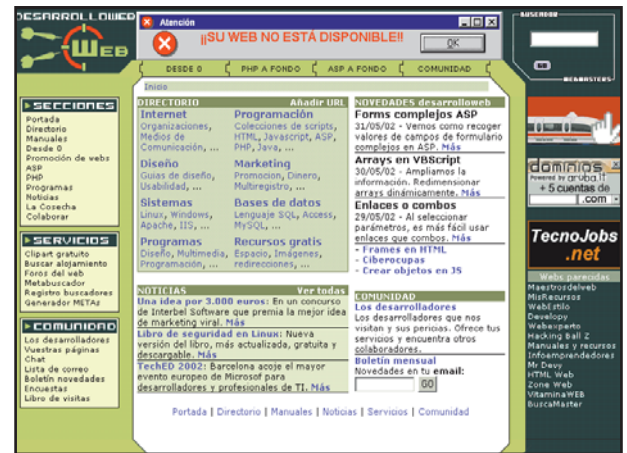 DESARROLLOWEB
WEB
Atención
¡¡SU WEB NO ESTÁ DISPONIBLE!!
OK
BUSCADOR
GO
WEBMASTERS
DESDE 0
PHP A FONDO
ASP A FONDO
COMUNIDAD
Inicio
SECCIONES
Portada
Directorio
Manuales
Desde 0
Promoción de webs
ASP
PHP
Programas
Noticias
La Cosecha
Colaborar
SERVICIOS
Clipart gratuito
Buscar alojamiento
Foros del web
Metabuscador
Registro buscadores
Generador METAs
COMUNIDAD
Los desarrolladores
Vuestras páginas
Chat
Lista de correo
Boletín novedades
Encuestas
Libro de visitas
DIRECTORIO Añadir URL
Internet
Organizaciones,
Medios de
Comunicación, ...
Programación
Colecciones de scripts,
HTML, Javascript, ASP,
PHP, Java, ...
Diseño
Guias de diseño,
Usabilidad, ...
Marketing
Promocion, Dinero,
Multiregistro, ...
Sistemas
Linux, Windows,
Apache, IIS, ...
Bases de datos
Lenguaje SQL, Access,
MySQL, ...
Programas
Diseño, Multimedia,
Programación, ...
Recursos gratis
Espacio, Imágenes,
redirecciones, ...
NOTICIAS Ver todas
Una idea por 3.000 euros: En un concurso
de Interbel Software que premia la mejor idea
de marketing viral. Más
Libro de seguridad en Linux: Nueva
versión del libro, más actualizada, gratuita y
descargable. Más
TechED 2002: Barcelona acoje el mayor
evento europeo de Microsof para
desarrolladores y profesionales de TI. Más
NOVEDADES desarrolloweb
Forms complejos ASP
31/05/02 - Vemos como recoger
valores de campos de formulario
complejos en ASP. Más
Arrays en VBScript
30/05/02 - Ampliamos la
información. Redimensionar
arrays dinámicamente. Más
Enlaces o combos
29/05/02 - Al seleccionar
parámetros, es más fácil usar
enlaces que combos. Más
- Frames en HTML
- Ciberocupas
- Crear objetos en JS
COMUNIDAD
Los desarrolladores
Los desarrolladores que nos
visitan y sus pericias. Ofrece tus
servicios y encuentra otros
colaboradores.
Boletín mensual
Novedades en tu email:
GO
dominios
Powered by aruba.it
+ 5 cuentas de
.com
TecnoJobs
.net
Webs parecidas
Maestrosdelweb
MisRecursos
WebEstilo
Developy
Webexperto
Hacking Ball Z
Manuales y recursos
Infoemprendedores
Mr Devy
HTML Web
Zone Web
VitaminaWEB
BuscaMaster
Portada | Directorio | Manuales | Noticias | Servicios | Comunidad